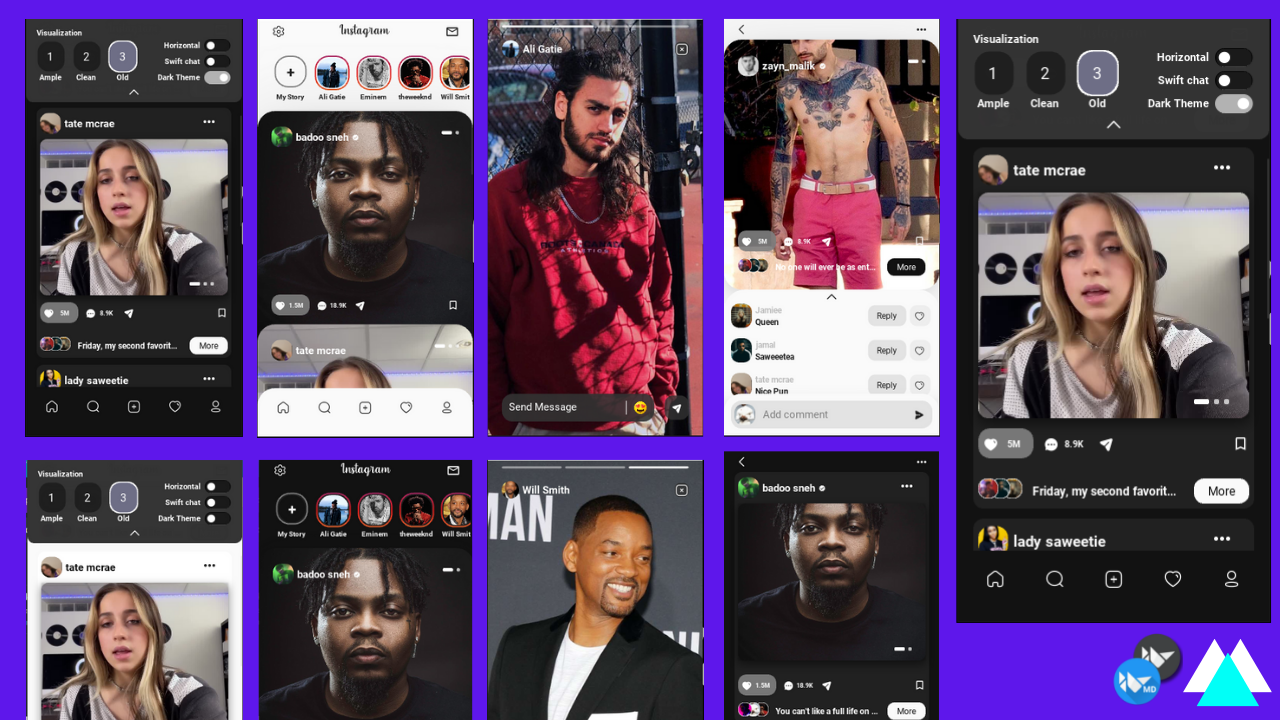 Visualization
1
2
3
Ample
Clean
Old
Horizontal
Swift chat
Dark Theme
tate mcrae
5M
8.9K
Friday, my second favorit...
More
lady saweetie
Instagram
My Story
Ali Gatie
Eminem
theweeknd
Will Smit
badoo sneh
1.5M
18.9K
tate mcrae
Ali Gatie
Send Message
zayn_malik
5M
8.9K
No one will ever be as ent...
More
Jamiee
Queen
Reply
jamal
Saweeetea
Reply
tate mcrae
Nice Pun
Reply
Add comment
Visualization
1
2
3
Ample
Clean
Old
Horizontal
Swift chat
Dark Theme
tate mcrae
5M
8.9K
Friday, my second favorit...
More
lady saweetie
Visualization
1
2
3
Ample
Clean
Old
Horizontal
Swift chat
Dark Theme
tate mcrae
Instagram
My Story
Ali Gatie
Eminem
theweeknd
Will Smit
badoo sneh
Will Smith
MAN
badoo sneh
1.5M
18.9K
You can't like a full life on ...
More
MD